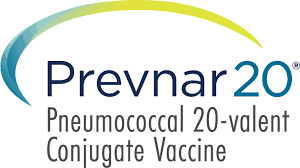 Prevnar 20®
Pneumococcal 20-valent
Conjugate Vaccine